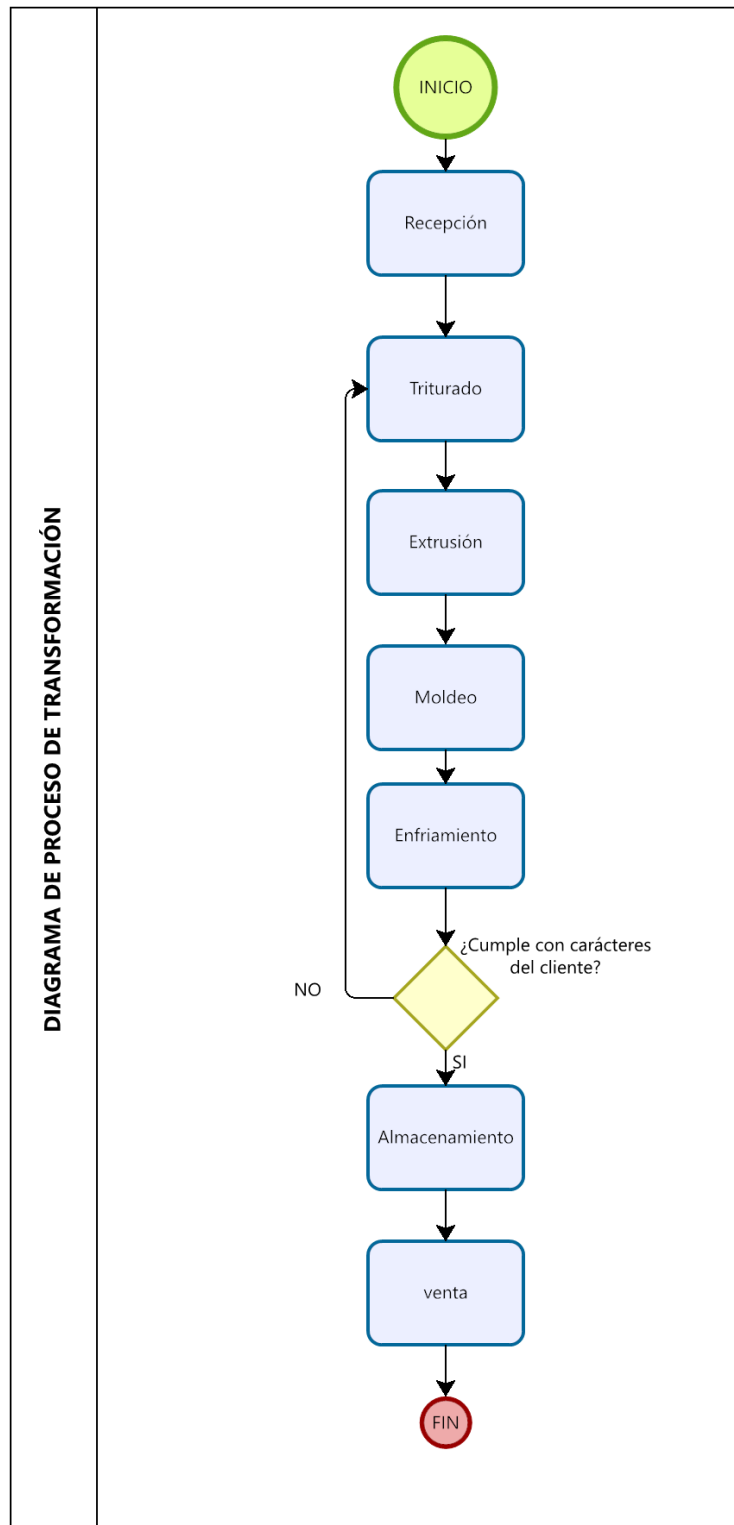 DIAGRAMA DE PROCESO DE TRANSFORMACIÓN
INICIO
Recepción
Triturado
Extrusión
Moldeo
Enfriamiento
¿Cumple con carácteres
del cliente?
NO
SI
Almacenamiento
venta
FIN